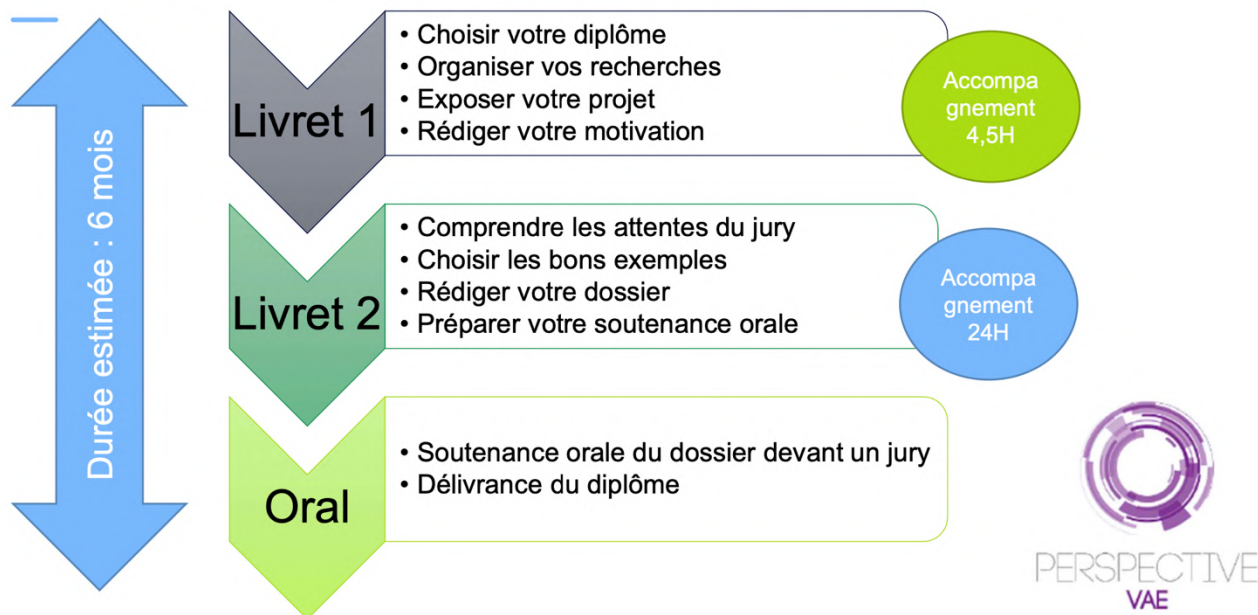 Durée estimée : 6 mois
Livret 1
• Choisir votre diplôme
• Organiser vos recherches
• Exposer votre projet
• Rédiger votre motivation
Accompa
gnement
4,5H
Livret 2
• Comprendre les attentes du jury
• Choisir les bons exemples
• Rédiger votre dossier
• Préparer votre soutenance orale
Accompa
gnement
24H
Oral
• Soutenance orale du dossier devant un jury
• Délivrance du diplôme
PERSPECTIVE
VAE